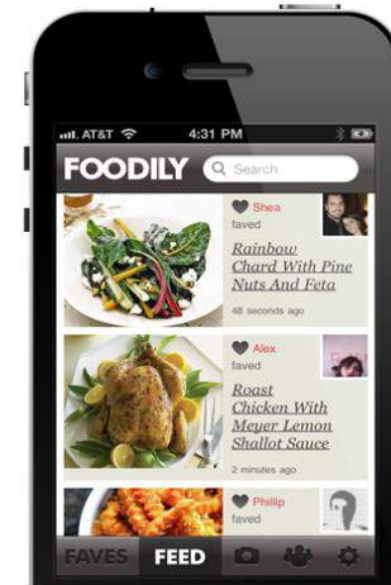 AT&T 4:31 PM
FOODILY Search
Shea
faved
Rainbow
Chard With Pine
Nuts And Feta
48 seconds ago
Alex
faved
Roast
Chicken With
Meyer Lemon
Shallot Sauce
2 minutes ago
Phillip
faved
FAVES FEED